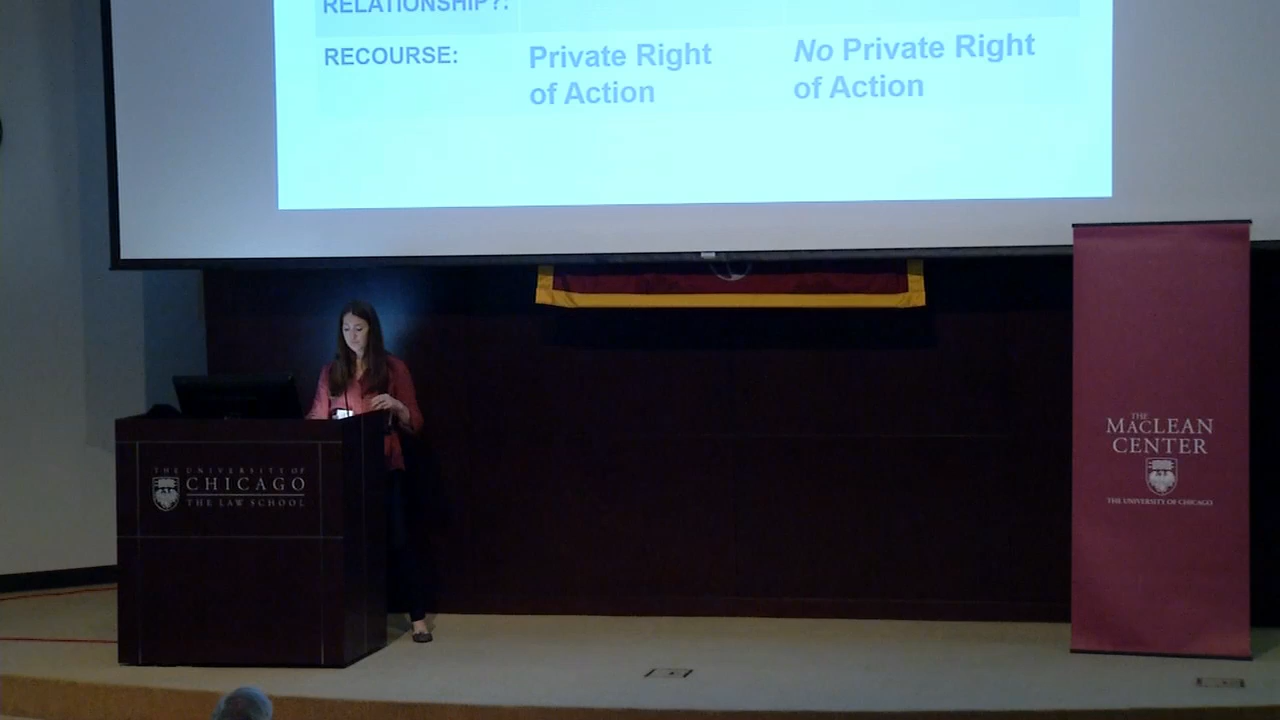 RELATIONSHIP?:
RECOURSE:
Private Right
of Action
No Private Right
of Action
THE UNIVERSITY OF
CHICAGO
THE LAW SCHOOL
THE
MACLEAN
CENTER
THE UNIVERSITY OF CHICAGO